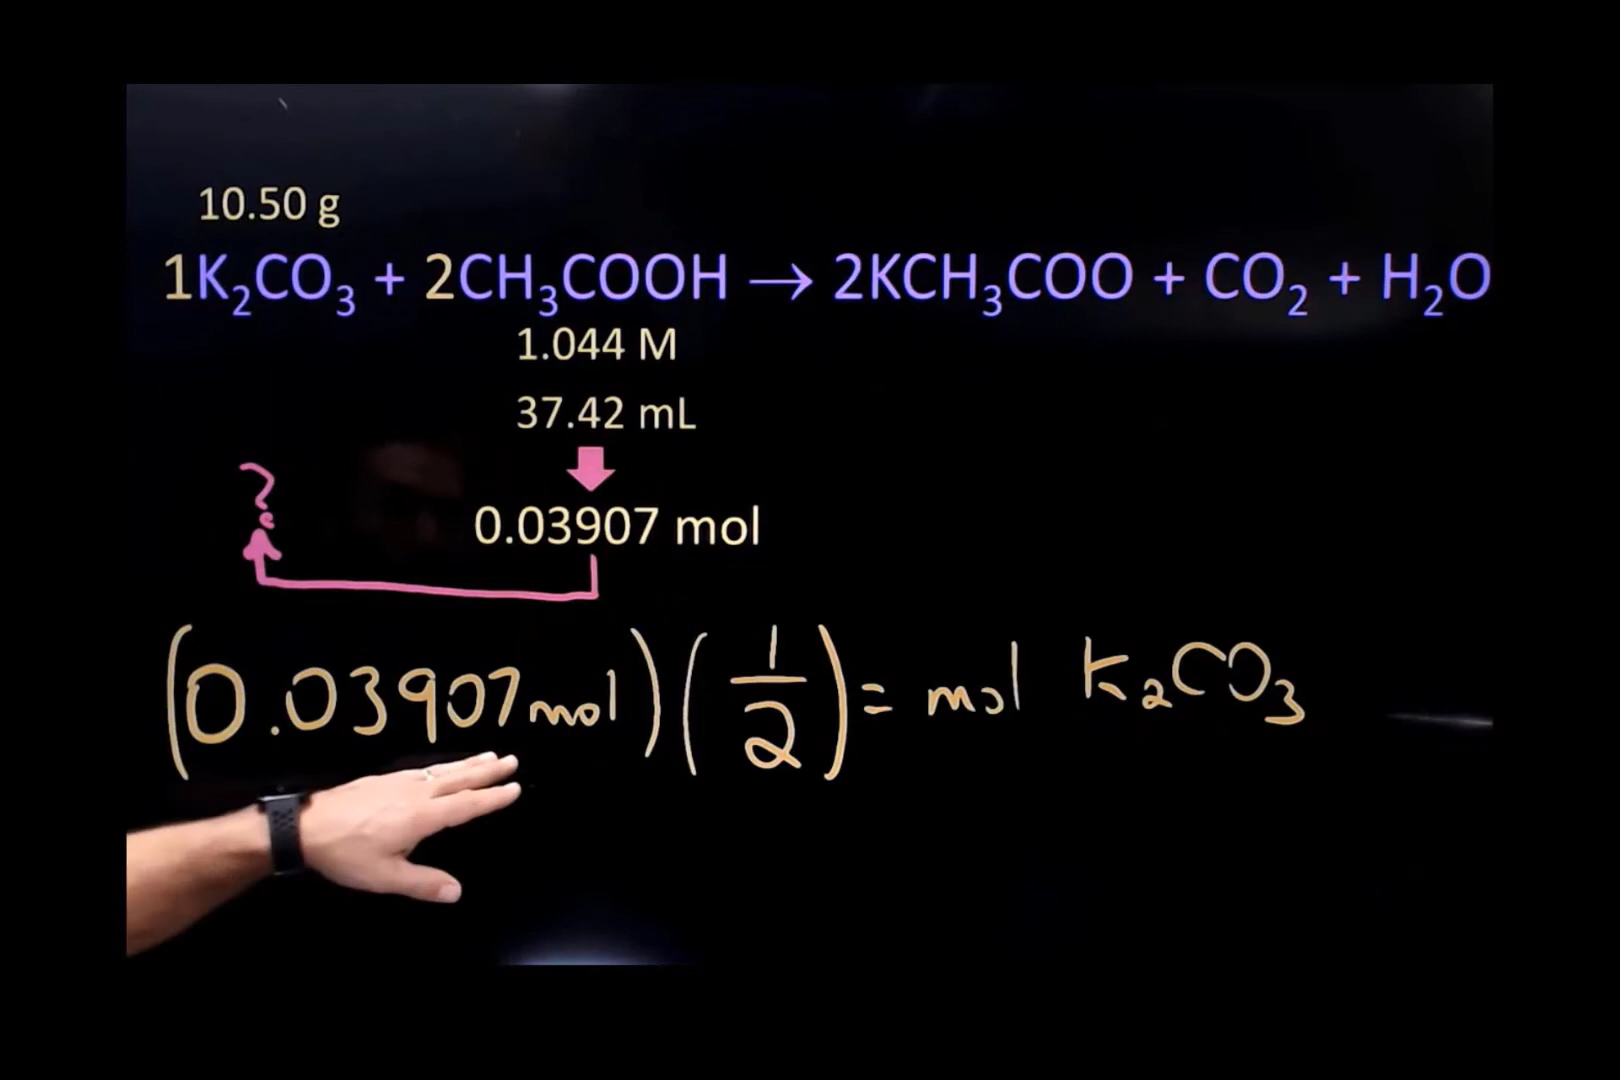 10.50 g
1K₂CO₃ + 2CH₃COOH → 2KCH₃COO + CO₂ + H₂O
1.044 M
37.42 mL
?
0.03907 mol
(0.03907 mol)(1/2) = mol K₂CO₃